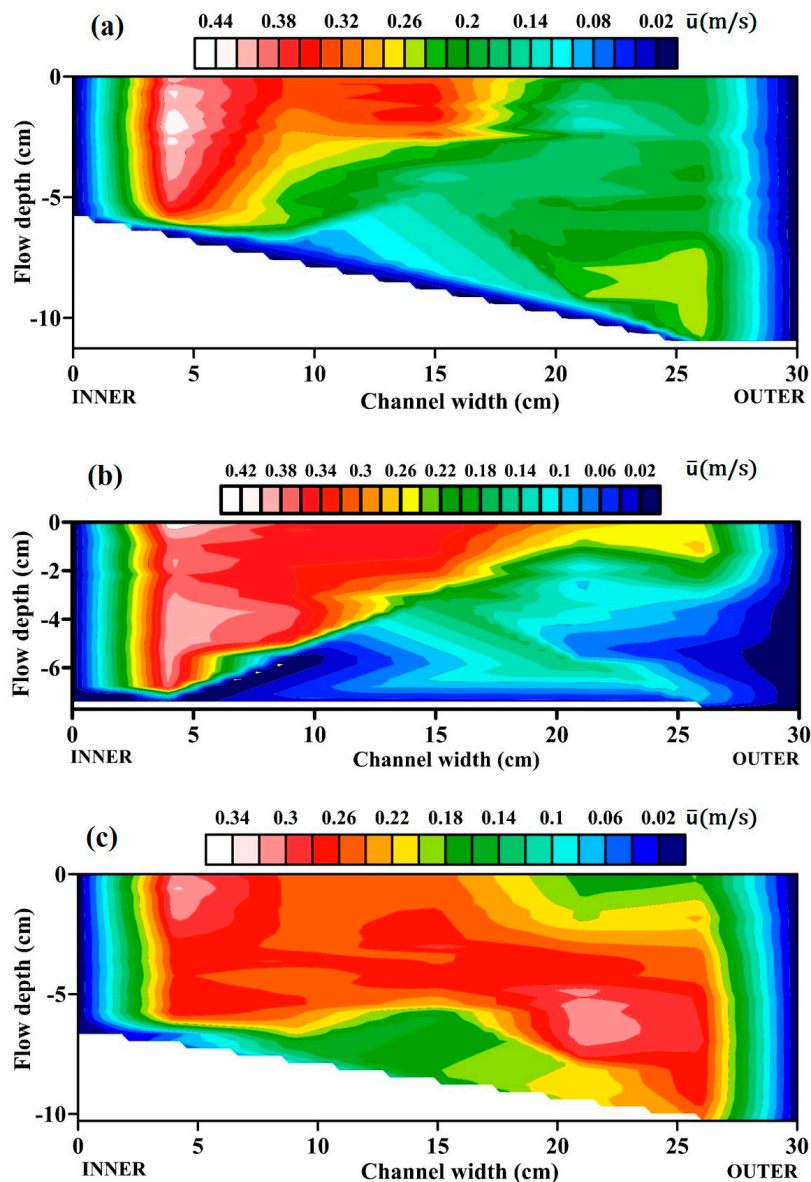 (a)
0.44 0.38 0.32 0.26 0.2 0.14 0.08 0.02 ū(m/s)
0
-5
-10
Flow depth (cm)
0 5 10 15 20 25 30
INNER Channel width (cm) OUTER
(b)
0.42 0.38 0.34 0.3 0.26 0.22 0.18 0.14 0.1 0.06 0.02 ū(m/s)
0
-2
-4
-6
Flow depth (cm)
0 5 10 15 20 25 30
INNER Channel width (cm) OUTER
(c)
0.34 0.3 0.26 0.22 0.18 0.14 0.1 0.06 0.02 ū(m/s)
0
-5
-10
Flow depth (cm)
0 5 10 15 20 25 30
INNER Channel width (cm) OUTER